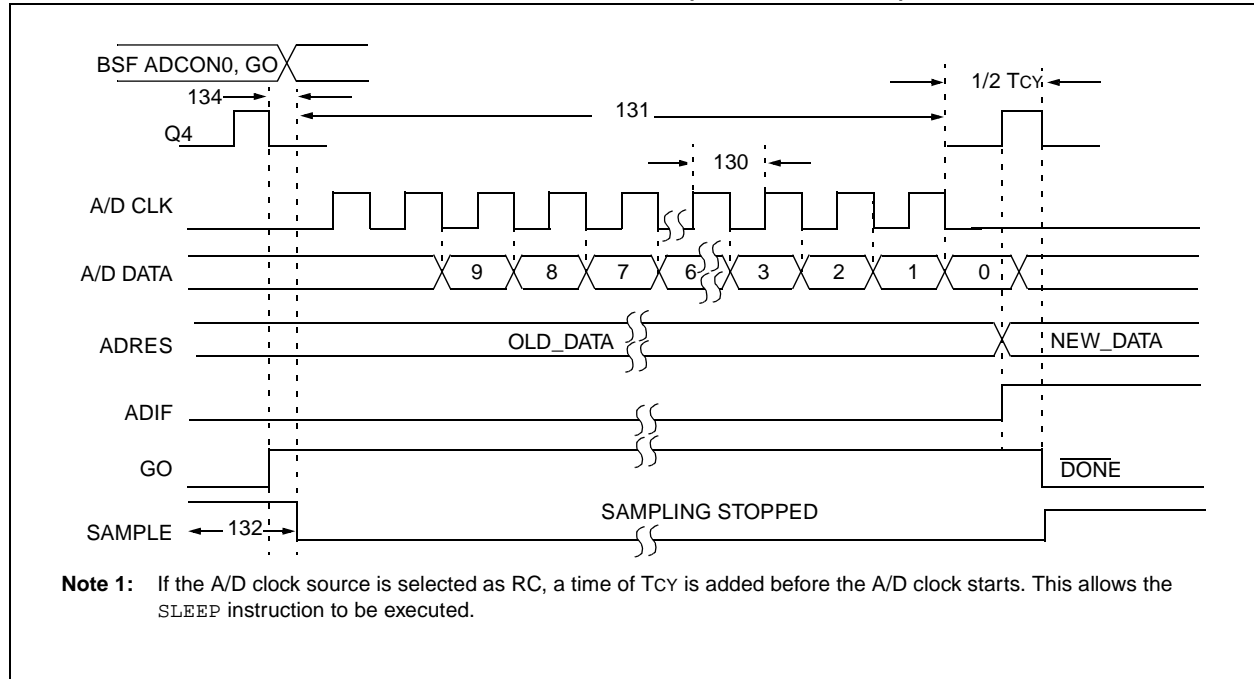 BSF ADCON0, GO
1/2 TCY
134
131
Q4
130
A/D CLK
A/D DATA
9 8 7 6 3 2 1 0
ADRES
OLD_DATA
NEW_DATA
ADIF
GO
DONE
SAMPLING STOPPED
SAMPLE
132
Note 1: If the A/D clock source is selected as RC, a time of TCY is added before the A/D clock starts. This allows the
SLEEP instruction to be executed.